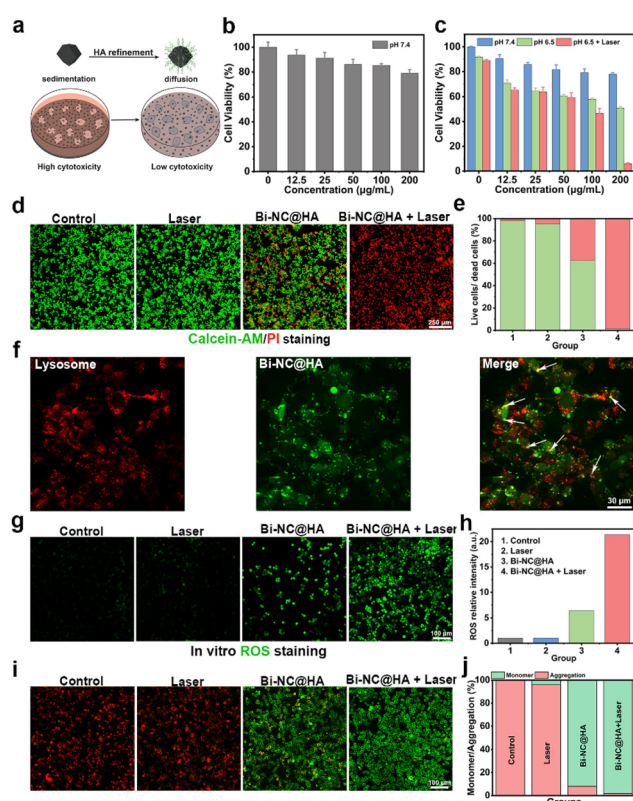 a
HA refinement
sedimentation
diffusion
High cytotoxicity
Low cytotoxicity
b
pH 7.4
Cell Viability (%)
100
80
60
40
20
0
0 12.5 25 50 100 200
Concentration (µg/mL)
c
pH 7.4 pH 6.5 pH 6.5 + Laser
Cell Viability (%)
100
80
60
40
20
0
0 12.5 25 50 100 200
Concentration (µg/mL)
d
Control
Laser
Bi-NC@HA
Bi-NC@HA + Laser
250 µm
Calcein-AM/PI staining
e
Live cells/ dead cells (%)
100
80
60
40
20
0
1 2 3 4
Group
f
Lysosome
Bi-NC@HA
Merge
30 µm
g
Control
Laser
Bi-NC@HA
Bi-NC@HA + Laser
100 µm
In vitro ROS staining
h
ROS relative intensity (a.u.)
25
20
15
10
5
0
1. Control
2. Laser
3. Bi-NC@HA
4. Bi-NC@HA + Laser
1 2 3 4
Group
i
Control
Laser
Bi-NC@HA
Bi-NC@HA + Laser
100 µm
j
Monomer Aggregation
Monomer/Aggregation (%)
100
80
60
40
20
0
Control
Laser
Bi-NC@HA
Bi-NC@HA+Laser